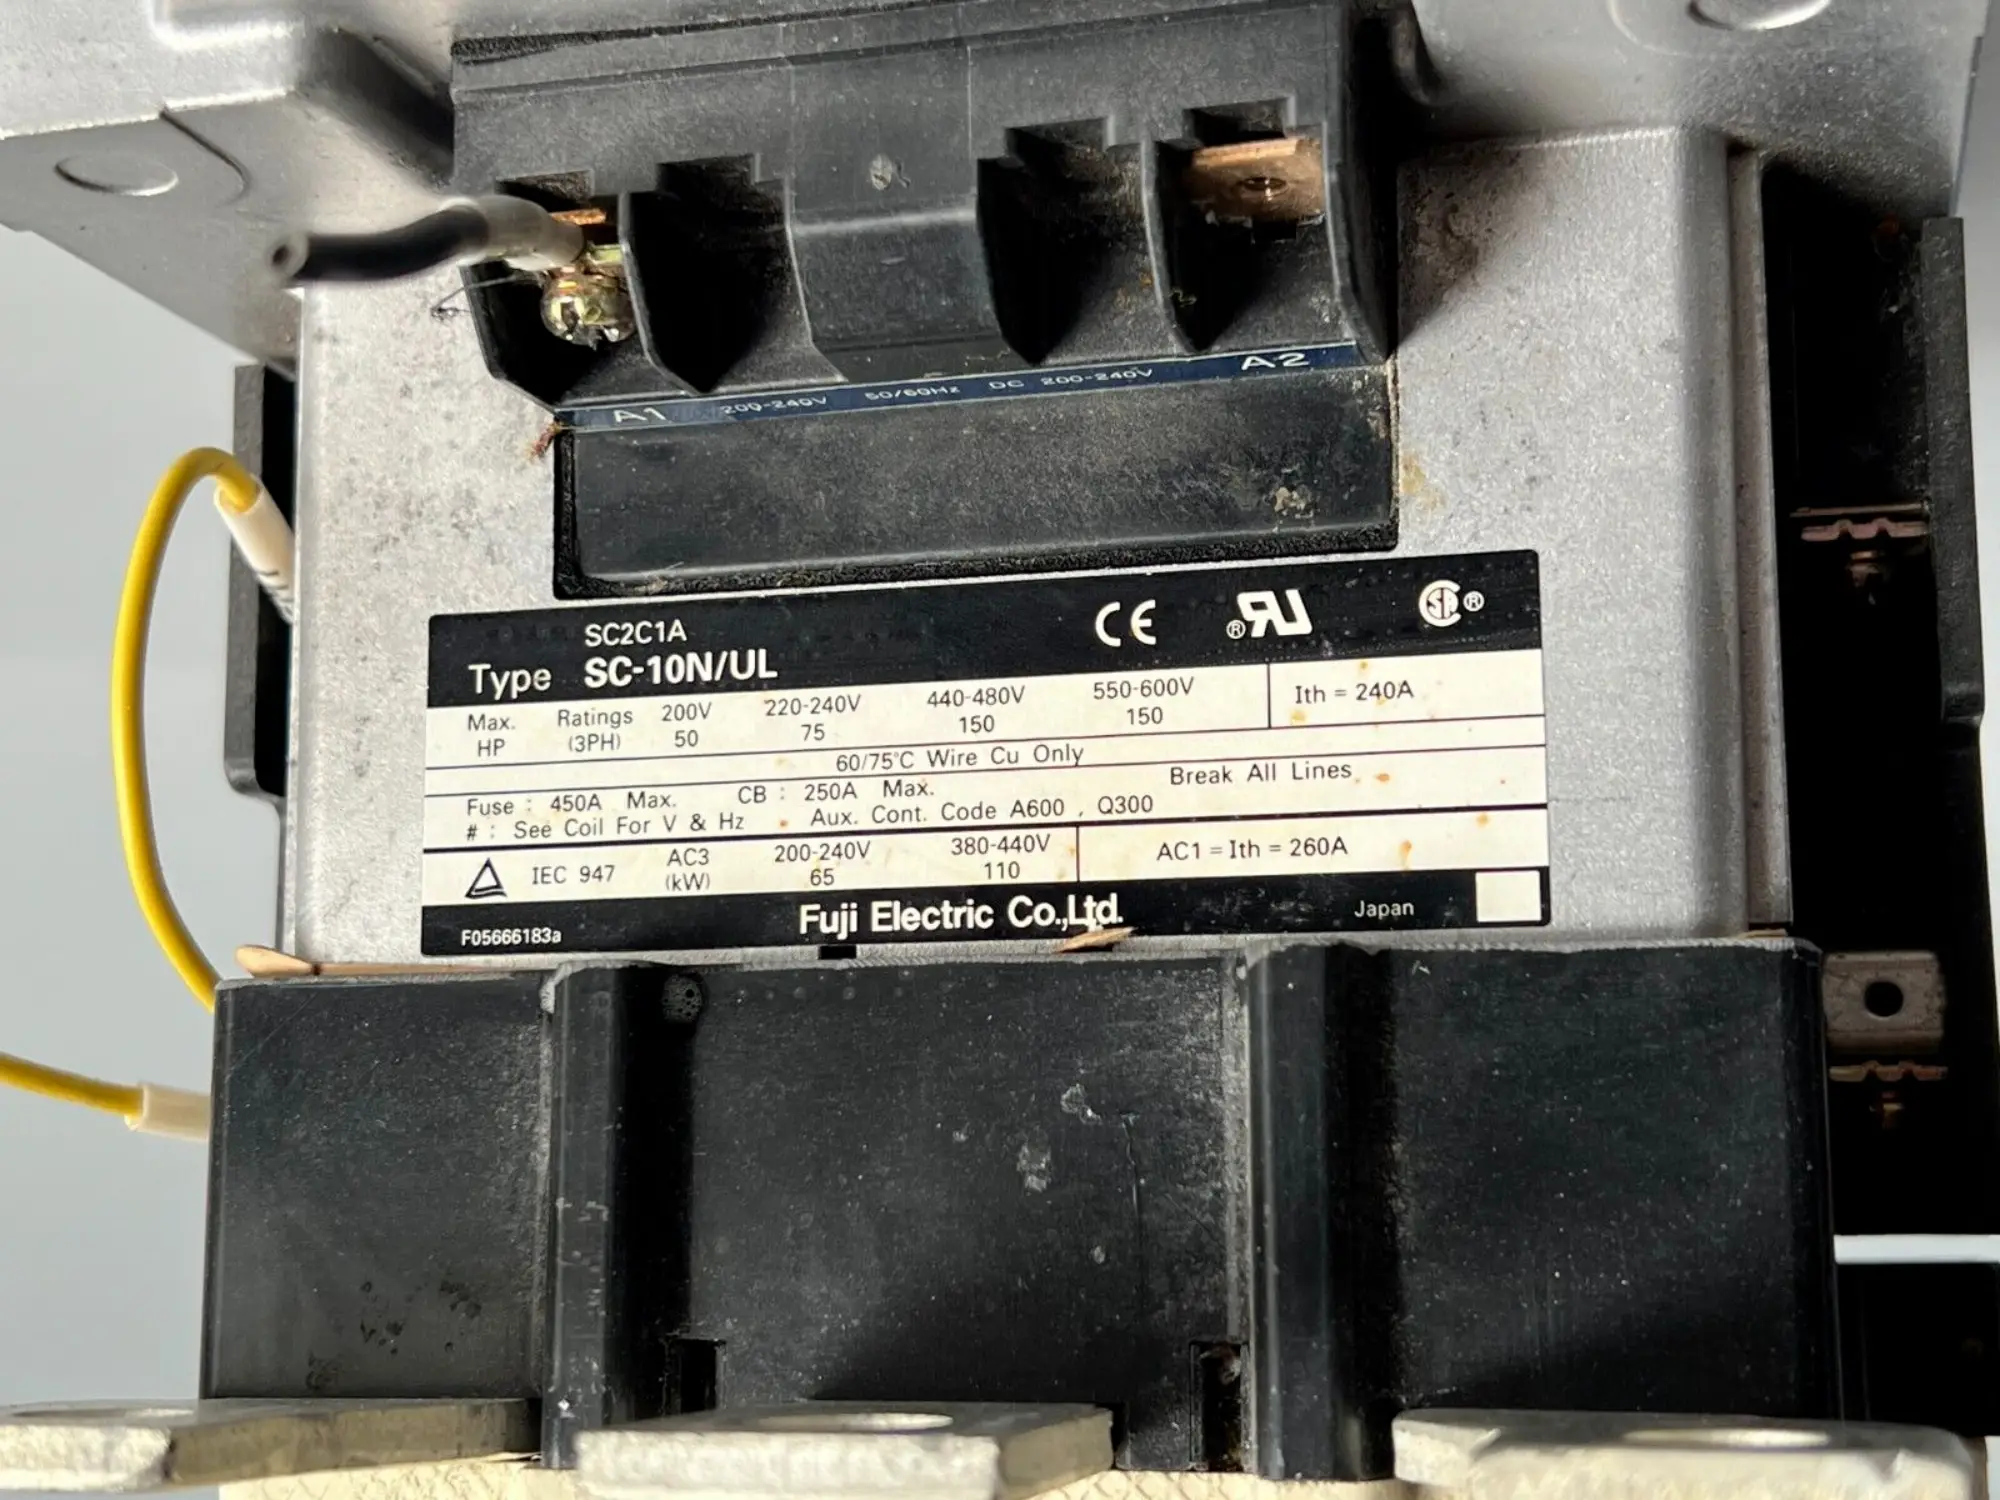 A1 200-240V 50/60Hz DC 200-240V A2
SC2C1A
Type SC-10N/UL
CE ® RU SA ®
Max. Ratings 200V 220-240V 440-480V 550-600V Ith = 240A
HP (3PH) 50 75 150 150
60/75°C Wire Cu Only
Fuse : 450A Max. CB : 250A Max. Break All Lines
# : See Coil For V & Hz Aux. Cont. Code A600 , Q300
IEC 947 AC3 200-240V 380-440V AC1 = Ith = 260A
(kW) 65 110
Fuji Electric Co.,Ltd. Japan
F05666183a